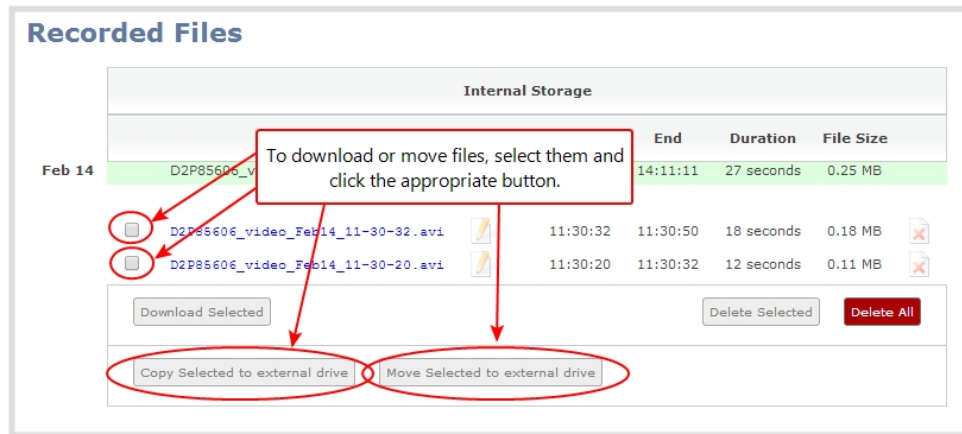 Recorded Files
Internal Storage
End Duration File Size
To download or move files, select them and
click the appropriate button.
Feb 14 D2P85606_v 14:11:11 27 seconds 0.25 MB
D2P85606_video_Feb14_11-30-32.avi 11:30:32 11:30:50 18 seconds 0.18 MB
D2P85606_video_Feb14_11-30-20.avi 11:30:20 11:30:32 12 seconds 0.11 MB
Download Selected Delete Selected Delete All
Copy Selected to external drive Move Selected to external drive